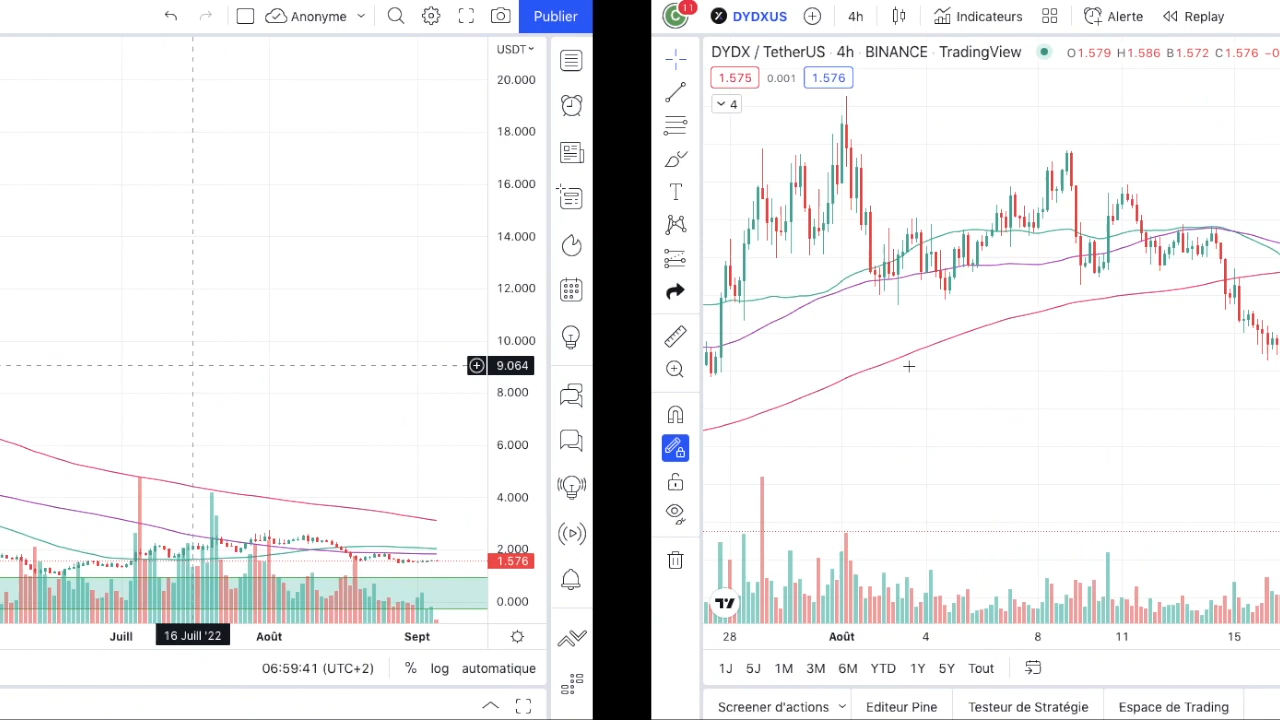 Anonyme
Publier
USDT
20.000
18.000
16.000
14.000
12.000
10.000
9.064
8.000
6.000
4.000
2.000
1.576
0.000
Juill
16 Juill '22
Août
Sept
06:59:41 (UTC+2)
% log automatique
C
11
DYDXUS
4h
Indicateurs
Alerte
Replay
DYDX / TetherUS · 4h · BINANCE · TradingView
O1.579 H1.586 B1.572 C1.576 −0
1.575 0.001 1.576
4
T
28 Août 4 8 11 15
1J 5J 1M 3M 6M YTD 1Y 5Y Tout
Screener d'actions
Editeur Pine
Testeur de Stratégie
Espace de Trading